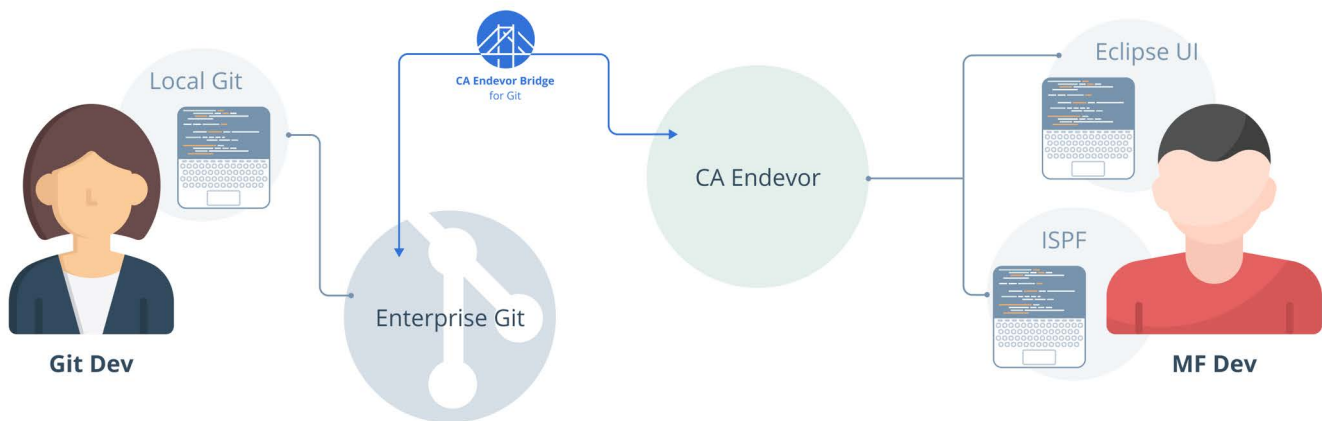 Local Git
Git Dev
CA Endevor Bridge
for Git
Enterprise Git
CA Endevor
Eclipse UI
ISPF
MF Dev